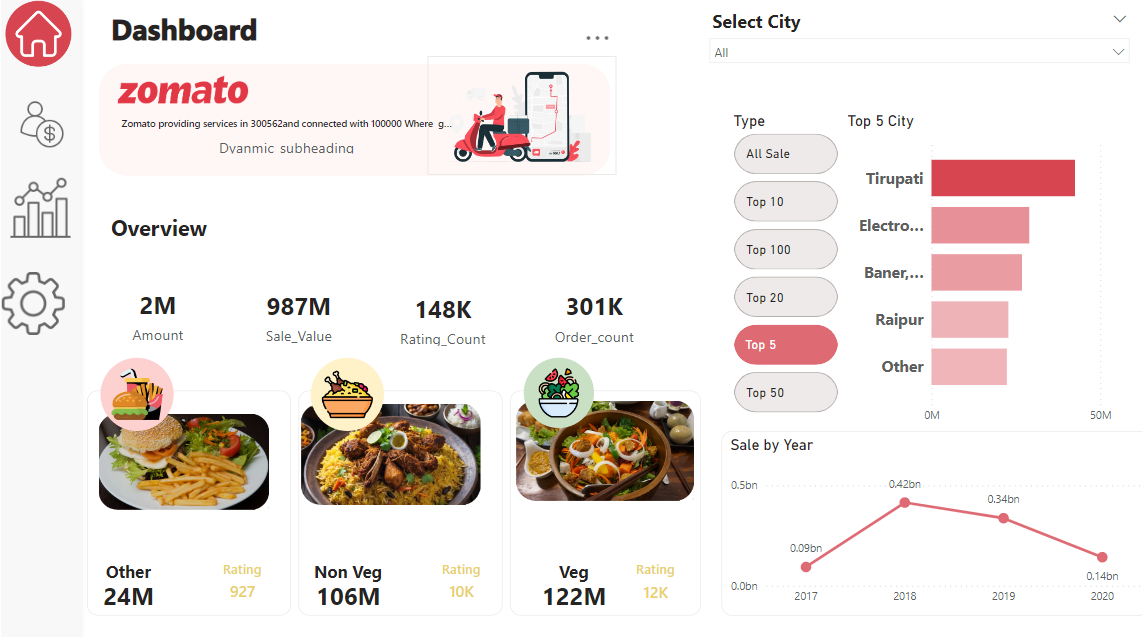 Dashboard
...
zomato
Zomato providing services in 300562and connected with 100000 Where g...
Dyanmic subheading
Select City
All
Type
All Sale
Top 10
Top 100
Top 20
Top 5
Top 50
Top 5 City
Tirupati
Electro...
Baner,...
Raipur
Other
0M 50M
Overview
2M
Amount
987M
Sale_Value
148K
Rating_Count
301K
Order_count
Other
24M
Rating
927
Non Veg
106M
Rating
10K
Veg
122M
Rating
12K
Sale by Year
0.5bn
0.0bn
0.09bn
0.42bn
0.34bn
0.14bn
2017 2018 2019 2020